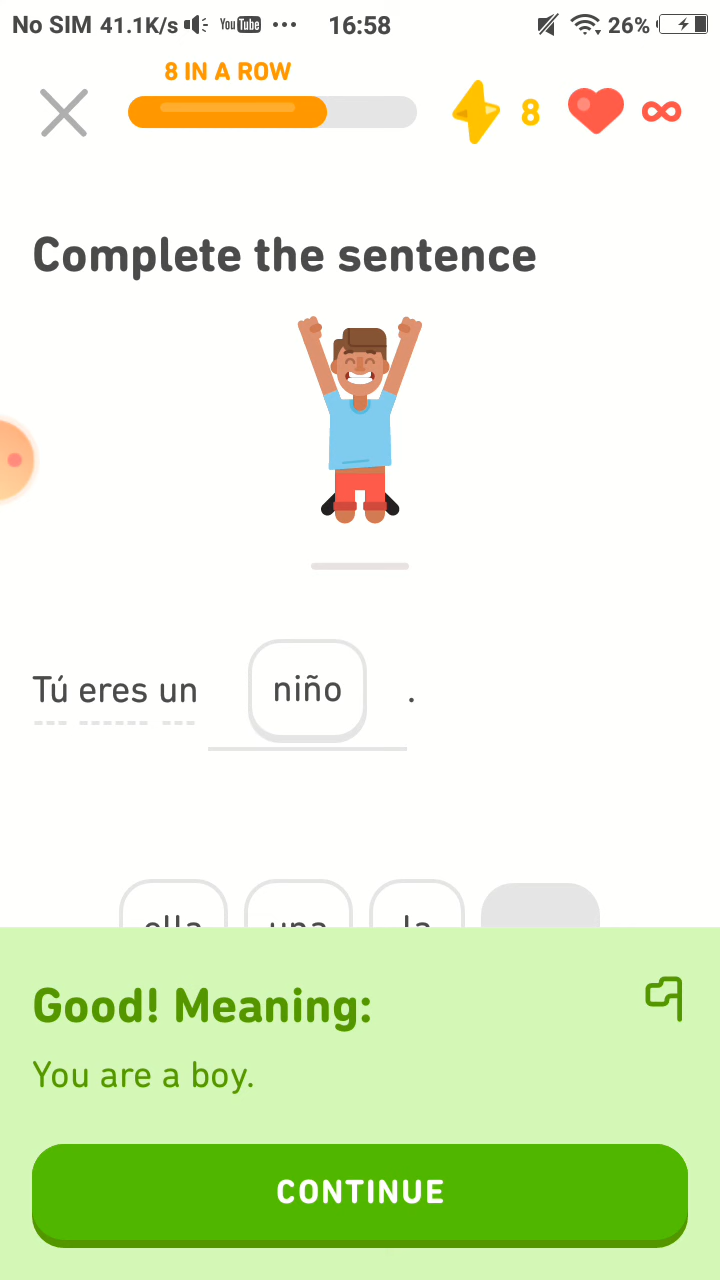 No SIM 41.1K/s YouTube ••• 16:58 26%
8 IN A ROW
8 ∞
Complete the sentence
Tú eres un niño .
Good! Meaning:
You are a boy.
CONTINUE